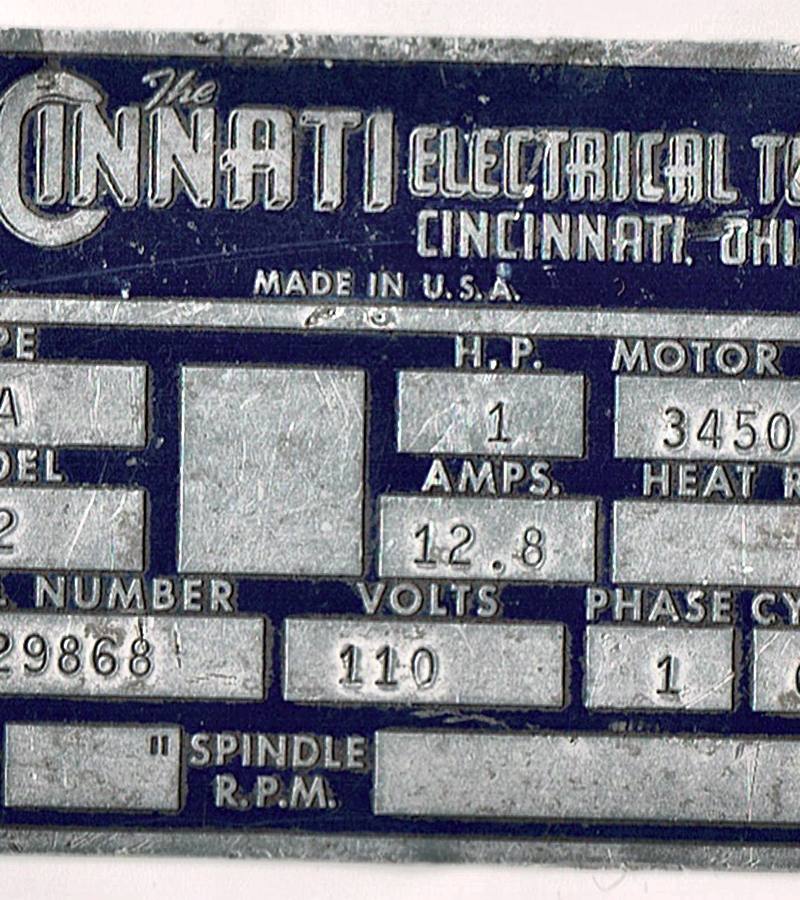 The
CINNATI ELECTRICAL TO
CINCINNATI, OHI
MADE IN U.S.A.
PE H.P. MOTOR
A 1 3450
DEL AMPS. HEAT R
2 12.8
. NUMBER VOLTS PHASE CY
29868 110 1
" SPINDLE
R.P.M.